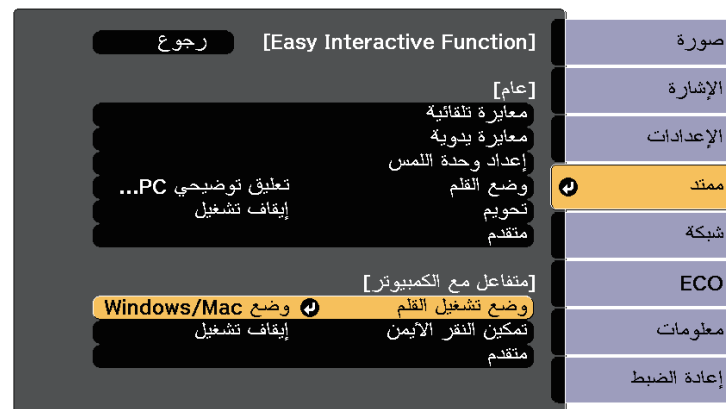 صورة
الإشارة
الإعدادات
ممتد
شبكة
ECO
معلومات
إعادة الضبط
[Easy Interactive Function] رجوع
[عام]
معايرة تلقائية
معايرة يدوية
إعداد وحدة اللمس
وضع القلم تعليق توضيحي PC...
تحويم إيقاف تشغيل
متقدم
[متفاعل مع الكمبيوتر]
وضع تشغيل القلم وضع Windows/Mac
تمكين النقر الأيمن إيقاف تشغيل
متقدم